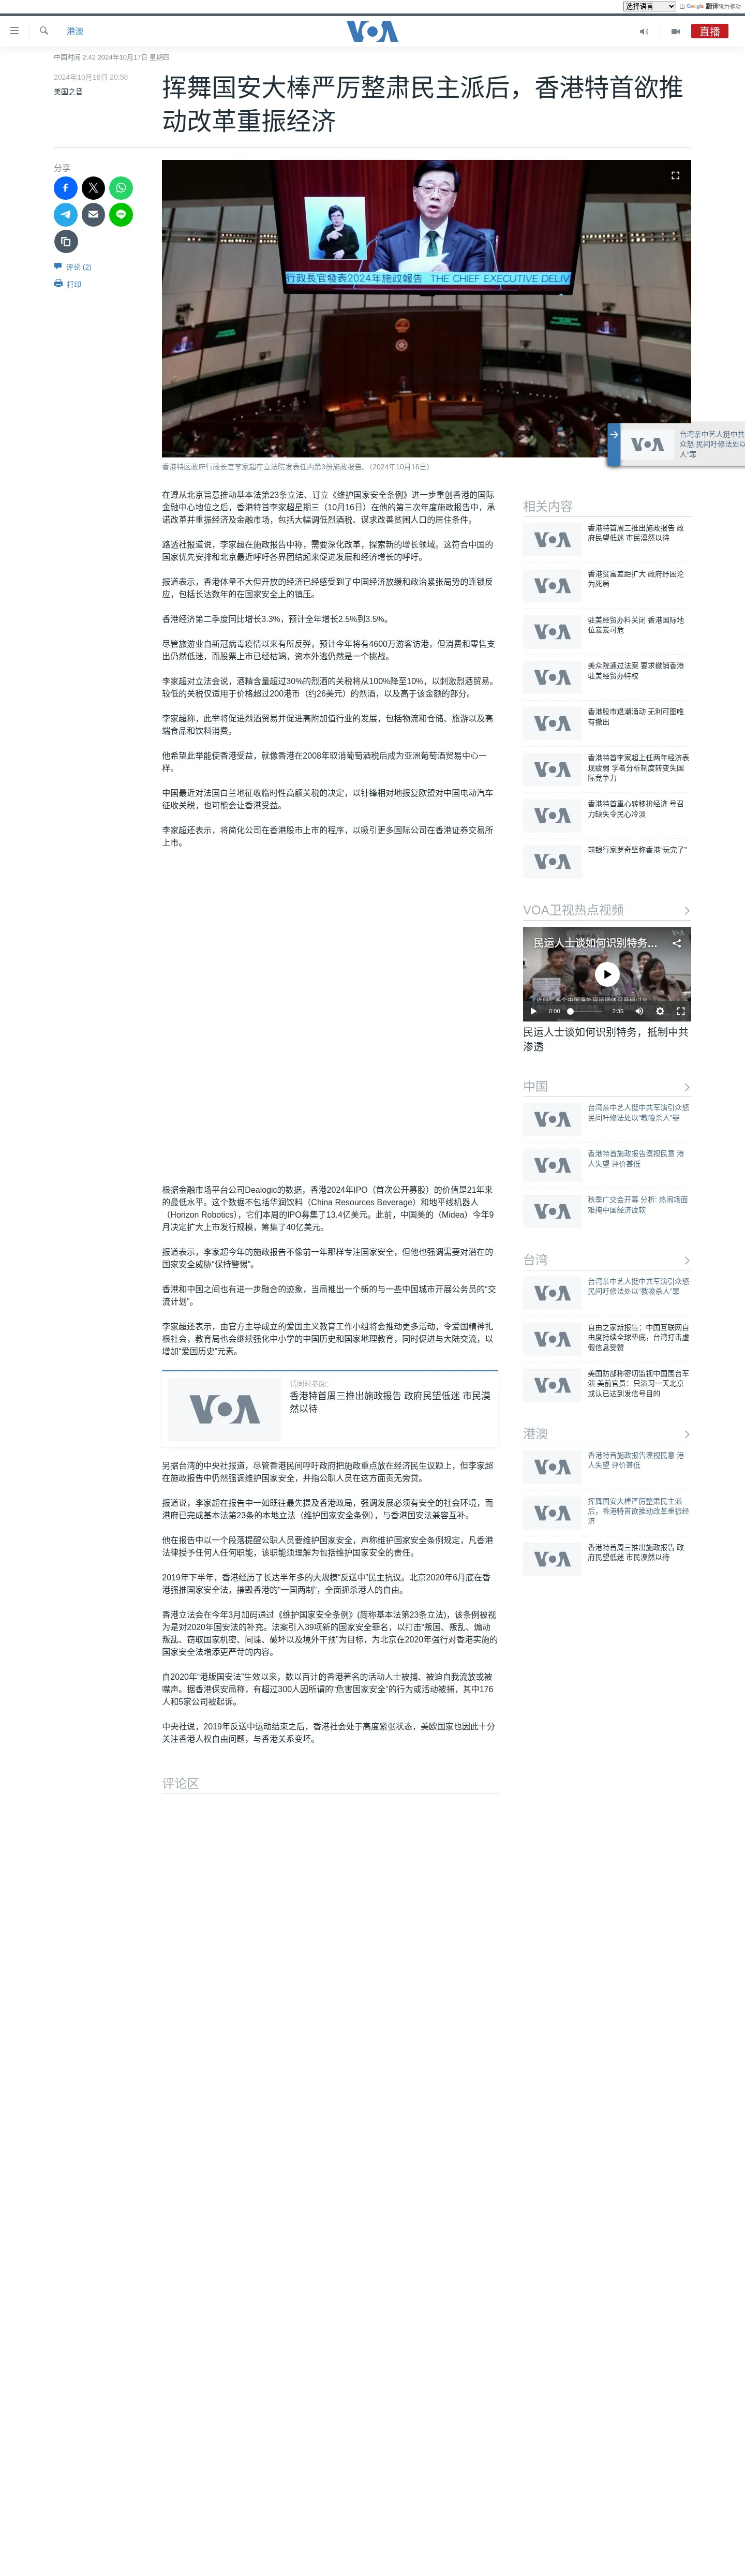 选择语言 由 Google 翻译强力驱动
港澳 VOA 直播
中国时间 2:42 2024年10月17日 星期四
2024年10月16日 20:58
美国之音
挥舞国安大棒严厉整肃民主派后，香港特首欲推
动改革重振经济
分享
评论 (2)
打印
行政長官發表2024年施政報告 THE CHIEF EXECUTIVE DELIV
香港特区政府行政长官李家超在立法院发表任内第3份施政报告。（2024年10月16日）
台湾亲中艺人挺中共
众怒 民间吁修法处以
人”罪
在遵从北京旨意推动基本法第23条立法、订立《维护国家安全条例》进一步重创香港的国际
金融中心地位之后，香港特首李家超星期三（10月16日）在他的第三次年度施政报告中，承
诺改革并重振经济及金融市场，包括大幅调低烈酒税、谋求改善贫困人口的居住条件。
路透社报道说，李家超在施政报告中称，需要深化改革，探索新的增长领域。这符合中国的
国家优先安排和北京最近呼吁各界团结起来促进发展和经济增长的呼吁。
报道表示，香港体量不大但开放的经济已经感受到了中国经济放缓和政治紧张局势的连锁反
应，包括长达数年的在国家安全上的镇压。
香港经济第二季度同比增长3.3%，预计全年增长2.5%到3.5%。
尽管旅游业自新冠病毒疫情以来有所反弹，预计今年将有4600万游客访港，但消费和零售支
出仍然低迷，而股票上市已经枯竭，资本外逃仍然是一个挑战。
李家超对立法会说，酒精含量超过30%的烈酒的关税将从100%降至10%，以刺激烈酒贸易。
较低的关税仅适用于价格超过200港币（约26美元）的烈酒，以及高于该金额的部分。
李家超称，此举将促进烈酒贸易并促进高附加值行业的发展，包括物流和仓储、旅游以及高
端食品和饮料消费。
他希望此举能使香港受益，就像香港在2008年取消葡萄酒税后成为亚洲葡萄酒贸易中心一
样。
中国最近对法国白兰地征收临时性高额关税的决定，以针锋相对地报复欧盟对中国电动汽车
征收关税，也可能会让香港受益。
李家超还表示，将简化公司在香港股市上市的程序，以吸引更多国际公司在香港证券交易所
上市。
根据金融市场平台公司Dealogic的数据，香港2024年IPO（首次公开募股）的价值是21年来
的最低水平。这个数据不包括华润饮料（China Resources Beverage）和地平线机器人
（Horizon Robotics），它们本周的IPO募集了13.4亿美元。此前，中国美的（Midea）今年9
月决定扩大上市发行规模，筹集了40亿美元。
报道表示，李家超今年的施政报告不像前一年那样专注国家安全，但他也强调需要对潜在的
国家安全威胁“保持警惕”。
香港和中国之间也有进一步融合的迹象，当局推出一个新的与一些中国城市开展公务员的“交
流计划”。
李家超还表示，由官方主导成立的爱国主义教育工作小组将会推动更多活动，令爱国精神扎
根社会，教育局也会继续强化中小学的中国历史和国家地理教育，同时促进与大陆交流，以
增加“爱国历史”元素。
VOA
请同时参阅：
香港特首周三推出施政报告 政府民望低迷 市民漠
然以待
另据台湾的中央社报道，尽管香港民间呼吁政府把施政重点放在经济民生议题上，但李家超
在施政报告中仍然强调维护国家安全，并指公职人员在这方面责无旁贷。
报道说，李家超在报告中一如既往最先提及香港政局，强调发展必须有安全的社会环境，而
港府已完成基本法第23条的本地立法（维护国家安全条例），与香港国安法兼容互补。
他在报告中以一个段落提醒公职人员要维护国家安全，声称维护国家安全条例规定，凡香港
法律授予任何人任何职能，该职能须理解为包括维护国家安全的责任。
2019年下半年，香港经历了长达半年多的大规模“反送中”民主抗议。北京2020年6月底在香
港强推国家安全法，摧毁香港的“一国两制”，全面扼杀港人的自由。
香港立法会在今年3月加码通过《维护国家安全条例》(简称基本法第23条立法)，该条例被视
为是对2020年国安法的补充。法案引入39项新的国家安全罪名，以打击“叛国、叛乱、煽动
叛乱、窃取国家机密、间谍、破坏以及境外干预”为目标，为北京在2020年强行对香港实施的
国家安全法增添更严苛的内容。
自2020年“港版国安法”生效以来，数以百计的香港著名的活动人士被捕、被迫自我流放或被
噤声。据香港保安局称，有超过300人因所谓的“危害国家安全”的行为或活动被捕，其中176
人和5家公司被起诉。
中央社说，2019年反送中运动结束之后，香港社会处于高度紧张状态，美欧国家也因此十分
关注香港人权自由问题，与香港关系变坏。
评论区
相关内容
香港特首周三推出施政报告 政
府民望低迷 市民漠然以待
香港贫富差距扩大 政府纾困沦
为死局
驻美经贸办料关闭 香港国际地
位岌岌可危
美众院通过法案 要求撤销香港
驻美经贸办特权
香港股市退潮涌动 无利可图唯
有撤出
香港特首李家超上任两年经济表
现疲弱 学者分析制度转变失国
际竞争力
香港特首重心转移拼经济 号召
力缺失令民心冷淡
前银行家罗奇坚称香港“玩完了”
VOA卫视热点视频
民运人士谈如何识别特务…
0:00 2:35
民运人士谈如何识别特务，抵制中共
渗透
中国
台湾亲中艺人挺中共军演引众怒
民间吁修法处以“教唆杀人”罪
香港特首施政报告漠视民意 港
人失望 评价甚低
秋季广交会开幕 分析: 热闹场面
难掩中国经济疲软
台湾
台湾亲中艺人挺中共军演引众怒
民间吁修法处以“教唆杀人”罪
自由之家新报告：中国互联网自
由度持续全球垫底，台湾打击虚
假信息受赞
美国防部称密切监视中国围台军
演 美前官员：只演习一天北京
或认已达到发信号目的
港澳
香港特首施政报告漠视民意 港
人失望 评价甚低
挥舞国安大棒严厉整肃民主派
后，香港特首欲推动改革重振经
济
香港特首周三推出施政报告 政
府民望低迷 市民漠然以待